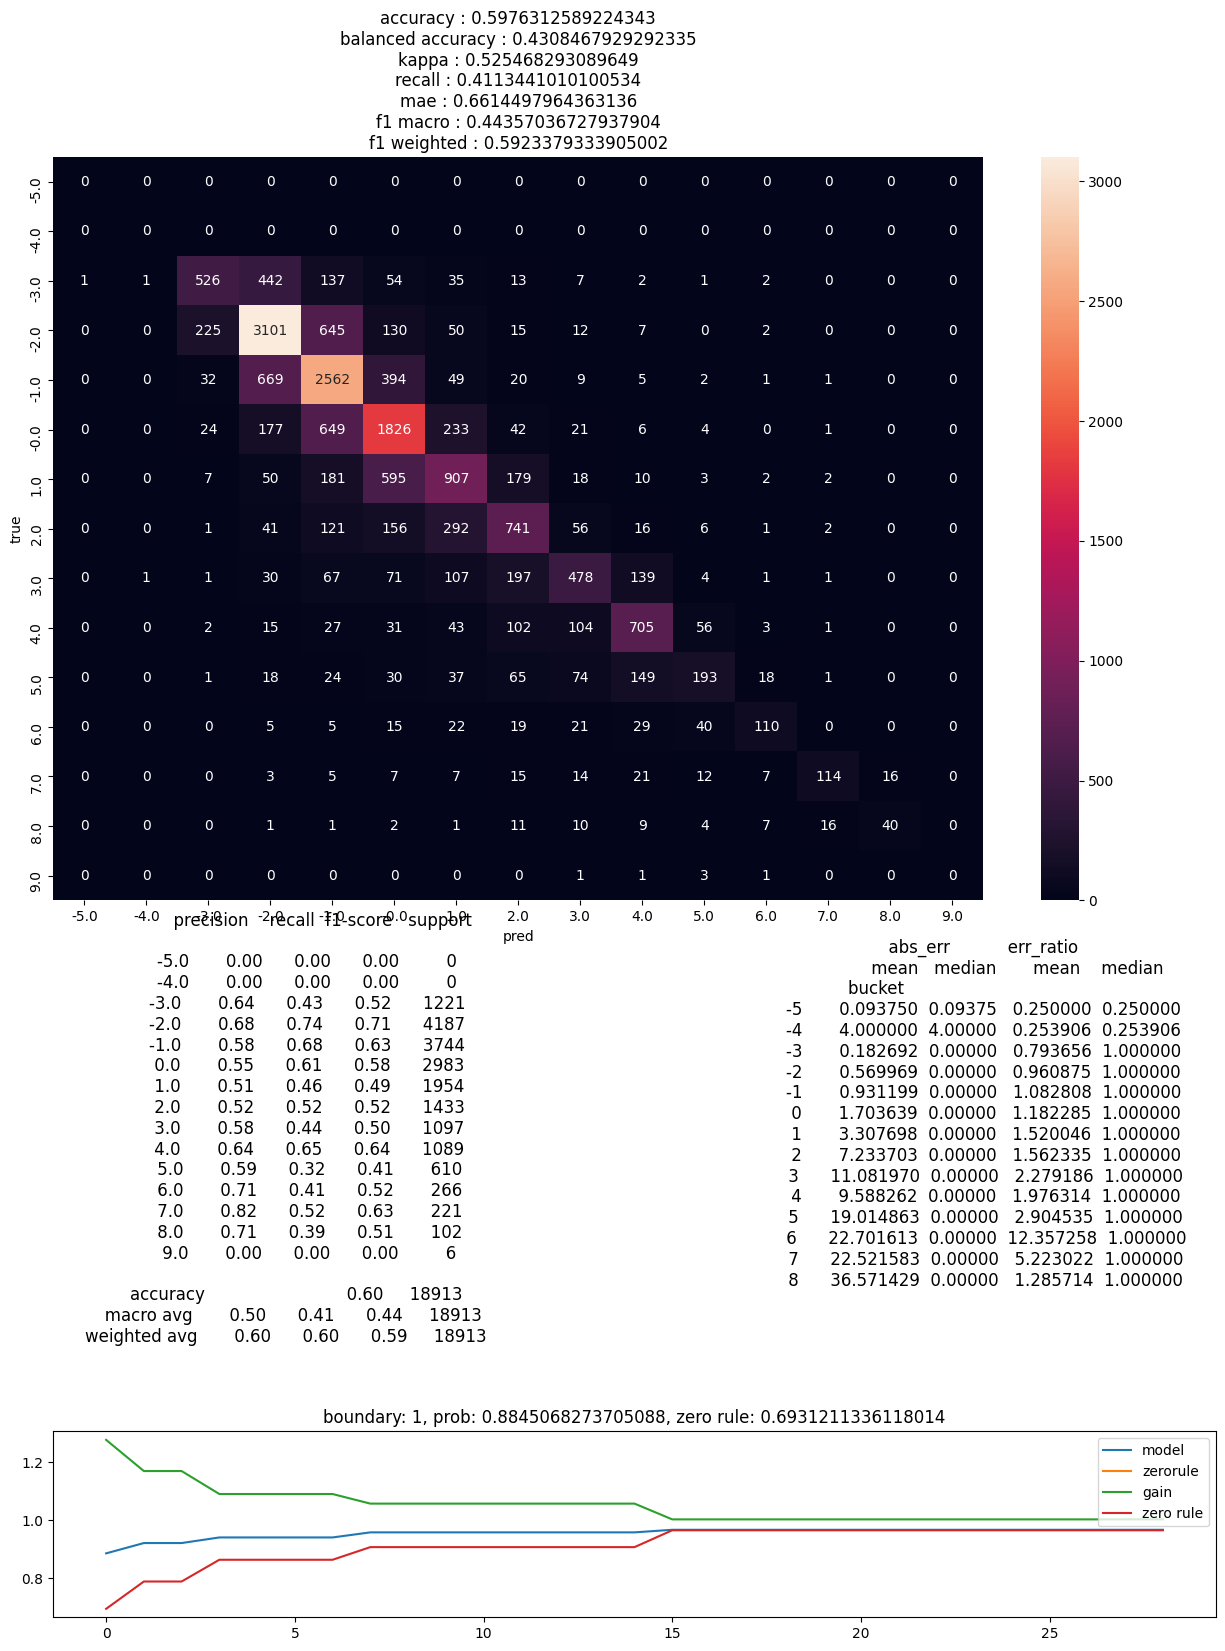 accuracy : 0.5976312589224343
balanced accuracy : 0.4308467929292335
kappa : 0.525468293089649
recall : 0.4113441010100534
mae : 0.6614497964363136
f1 macro : 0.44357036727937904
f1 weighted : 0.5923379333905002
-5.0 0 0 0 0 0 0 0 0 0 0 0 0 0 0 0
-4.0 0 0 0 0 0 0 0 0 0 0 0 0 0 0 0
-3.0 1 1 526 442 137 54 35 13 7 2 1 2 0 0 0
-2.0 0 0 225 3101 645 130 50 15 12 7 0 2 0 0 0
-1.0 0 0 32 669 2562 394 49 20 9 5 2 1 1 0 0
-0.0 0 0 24 177 649 1826 233 42 21 6 4 0 1 0 0
1.0 0 0 7 50 181 595 907 179 18 10 3 2 2 0 0
true
2.0 0 0 1 41 121 156 292 741 56 16 6 1 2 0 0
3.0 0 1 1 30 67 71 107 197 478 139 4 1 1 0 0
4.0 0 0 2 15 27 31 43 102 104 705 56 3 1 0 0
5.0 0 0 1 18 24 30 37 65 74 149 193 18 1 0 0
6.0 0 0 0 5 5 15 22 19 21 29 40 110 0 0 0
7.0 0 0 0 3 5 7 7 15 14 21 12 7 114 16 0
8.0 0 0 0 1 1 2 1 11 10 9 4 7 16 40 0
9.0 0 0 0 0 0 0 0 0 1 1 3 1 0 0 0
-5.0 -4.0 -3.0 -2.0 -1.0 0.0 1.0 2.0 3.0 4.0 5.0 6.0 7.0 8.0 9.0
pred
3000
2500
2000
1500
1000
500
0
precision recall f1-score support
-5.0 0.00 0.00 0.00 0
-4.0 0.00 0.00 0.00 0
-3.0 0.64 0.43 0.52 1221
-2.0 0.68 0.74 0.71 4187
-1.0 0.58 0.68 0.63 3744
0.0 0.55 0.61 0.58 2983
1.0 0.51 0.46 0.49 1954
2.0 0.52 0.52 0.52 1433
3.0 0.58 0.44 0.50 1097
4.0 0.64 0.65 0.64 1089
5.0 0.59 0.32 0.41 610
6.0 0.71 0.41 0.52 266
7.0 0.82 0.52 0.63 221
8.0 0.71 0.39 0.51 102
9.0 0.00 0.00 0.00 6
accuracy 0.60 18913
macro avg 0.50 0.41 0.44 18913
weighted avg 0.60 0.60 0.59 18913
abs_err err_ratio
mean median mean median
bucket
-5 0.093750 0.09375 0.250000 0.250000
-4 4.000000 4.00000 0.253906 0.253906
-3 0.182692 0.00000 0.793656 1.000000
-2 0.569969 0.00000 0.960875 1.000000
-1 0.931199 0.00000 1.082808 1.000000
0 1.703639 0.00000 1.182285 1.000000
1 3.307698 0.00000 1.520046 1.000000
2 7.233703 0.00000 1.562335 1.000000
3 11.081970 0.00000 2.279186 1.000000
4 9.588262 0.00000 1.976314 1.000000
5 19.014863 0.00000 2.904535 1.000000
6 22.701613 0.00000 12.357258 1.000000
7 22.521583 0.00000 5.223022 1.000000
8 36.571429 0.00000 1.285714 1.000000
boundary: 1, prob: 0.8845068273705088, zero rule: 0.6931211336118014
1.2
1.0
0.8
0 5 10 15 20 25
model
zerorule
gain
zero rule